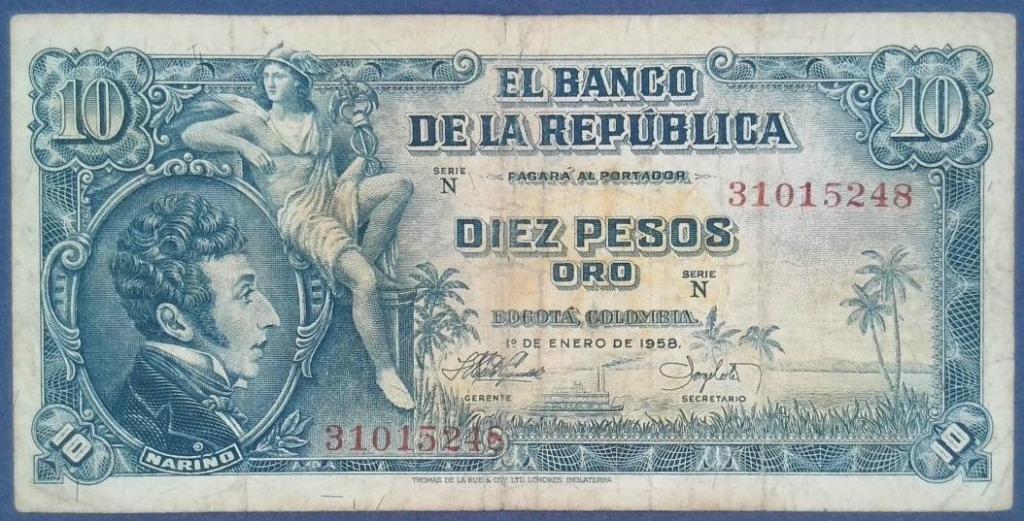 10
EL BANCO
10
DE LA REPÚBLICA
SERIE
N
PAGARÁ AL PORTADOR
31015248
DIEZ PESOS
ORO
SERIE
N
BOGOTÁ, COLOMBIA.
1º DE ENERO DE 1958.
GERENTE
SECRETARIO
31015248
10
NARIÑO
10
THOMAS DE LA RUE & COY LTD LONDRES INGLATERRA